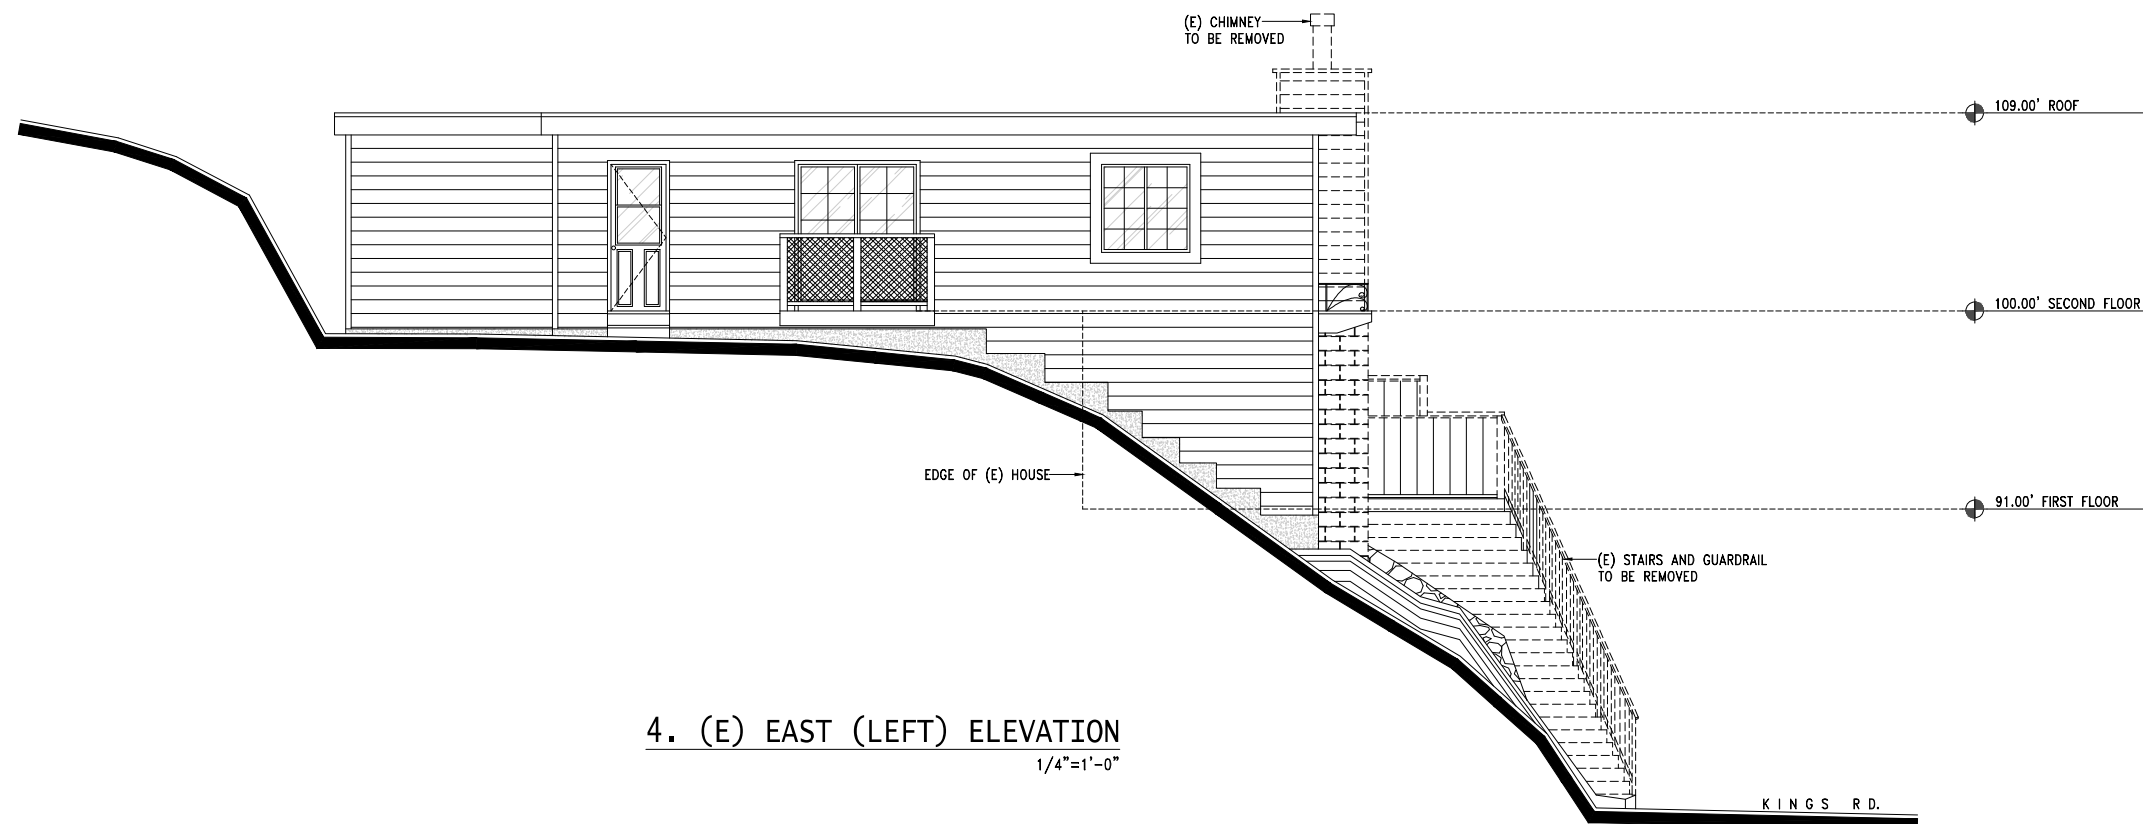 (E) CHIMNEY
TO BE REMOVED
109.00' ROOF
100.00' SECOND FLOOR
EDGE OF (E) HOUSE
91.00' FIRST FLOOR
(E) STAIRS AND GUARDRAIL
TO BE REMOVED
4. (E) EAST (LEFT) ELEVATION
1/4"=1'-0"
KINGS RD.